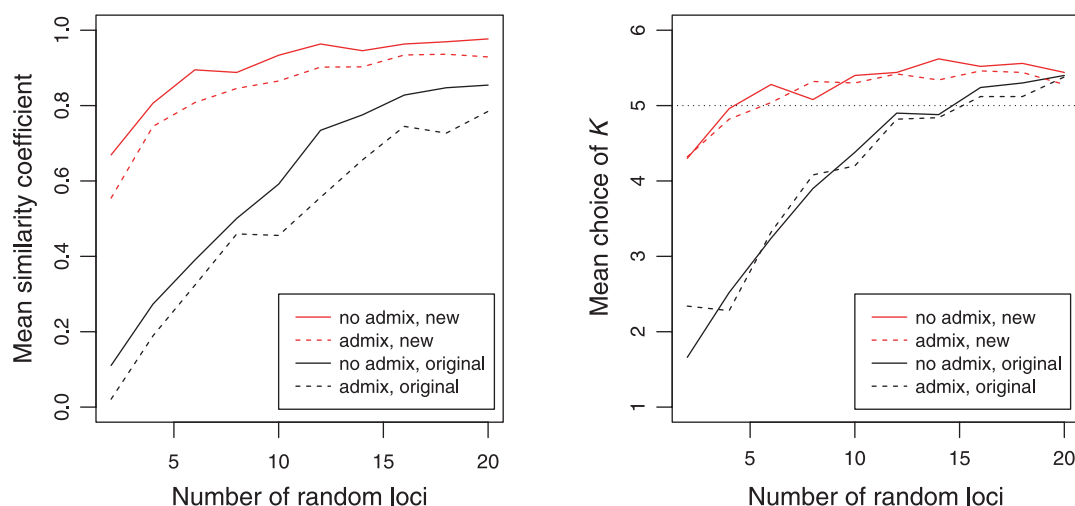 Mean similarity coefficient
1.0
0.8
0.6
0.4
0.2
0.0
no admix, new
admix, new
no admix, original
admix, original
5 10 15 20
Number of random loci
Mean choice of K
6
5
4
3
2
1
no admix, new
admix, new
no admix, original
admix, original
5 10 15 20
Number of random loci